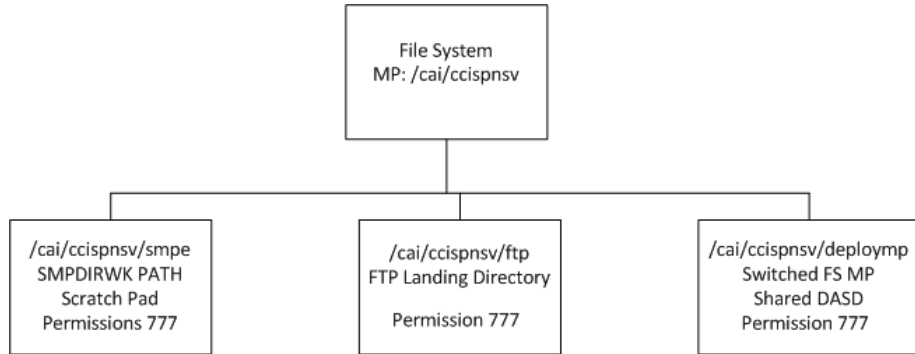 File System
MP: /cai/ccispnsv
/cai/ccispnsv/smpe
SMPDIRWK PATH
Scratch Pad
Permissions 777
/cai/ccispnsv/ftp
FTP Landing Directory
Permission 777
/cai/ccispnsv/deploymp
Switched FS MP
Shared DASD
Permission 777